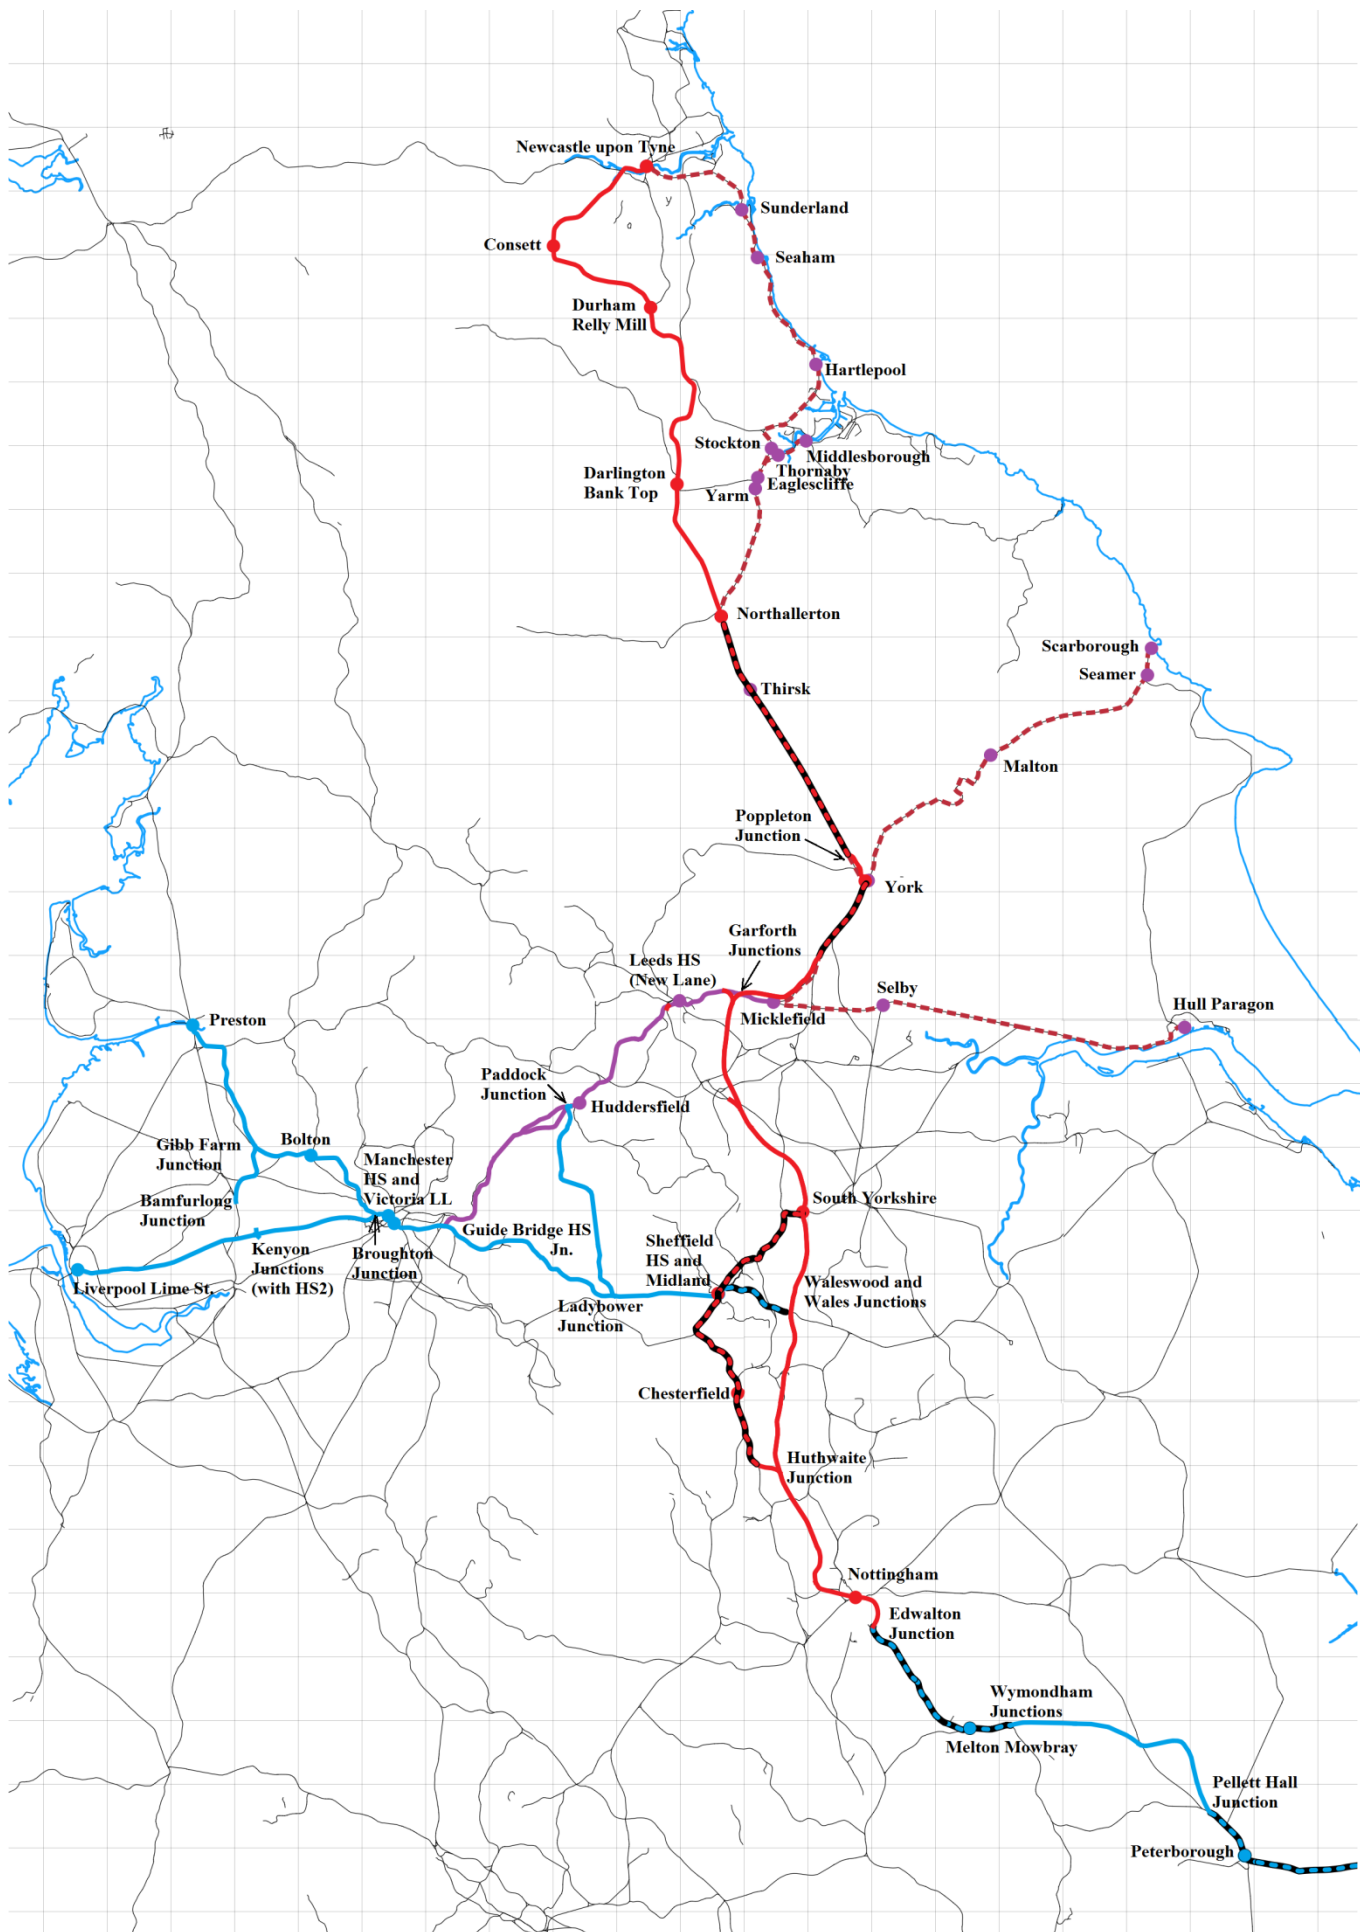 Newcastle upon Tyne
Sunderland
Consett
Seaham
Durham
Relly Mill
Hartlepool
Stockton
Middlesborough
Thornaby
Eaglescliffe
Yarm
Darlington
Bank Top
Northallerton
Scarborough
Seamer
Thirsk
Malton
Poppleton
Junction
York
Garforth
Junctions
Leeds HS
(New Lane)
Selby
Micklefield
Hull Paragon
Preston
Paddock
Junction
Huddersfield
Gibb Farm
Junction
Bolton
Manchester
HS and
Victoria LL
Bamfurlong
Junction
South Yorkshire
Guide Bridge HS
Jn.
Kenyon
Junctions
(with HS2)
Broughton
Junction
Sheffield
HS and
Midland
Liverpool Lime St.
Waleswood and
Wales Junctions
Ladybower
Junction
Chesterfield
Huthwaite
Junction
Nottingham
Edwalton
Junction
Wymondham
Junctions
Melton Mowbray
Pellett Hall
Junction
Peterborough